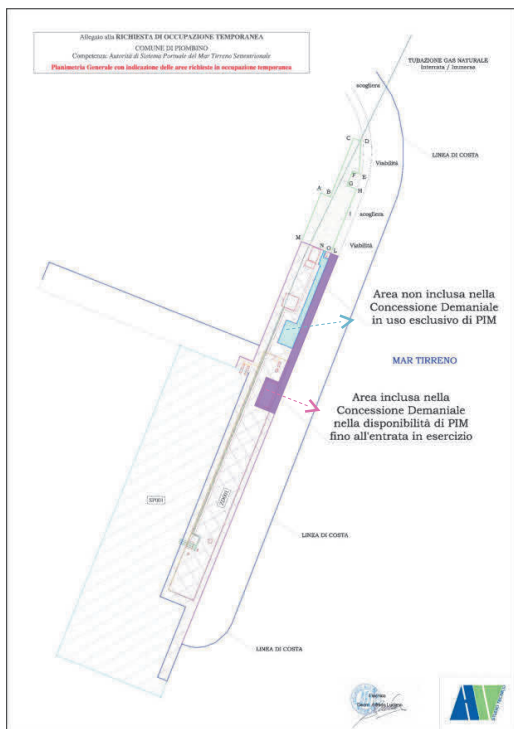 Allegato alla RICHIESTA DI OCCUPAZIONE TEMPORANEA
COMUNE DI PIOMBINO
Competenza: Autorità di Sistema Portuale del Mar Tirreno Settentrionale
Planimetria Generale con indicazione delle aree richieste in occupazione temporanea
TUBAZIONE GAS NATURALE
Interrata / Immersa
scogliera
C
D
LINEA DI COSTA
Viabilità
F
E
G
H
A
B
I
scogliera
M
N
O
L
Viabilità
Area non inclusa nella
Concessione Demaniale
in uso esclusivo di PIM
MAR TIRRENO
Area inclusa nella
Concessione Demaniale
nella disponibilità di PIM
fino all'entrata in esercizio
LINEA DI COSTA
LINEA DI COSTA
STUDIO TECNICO